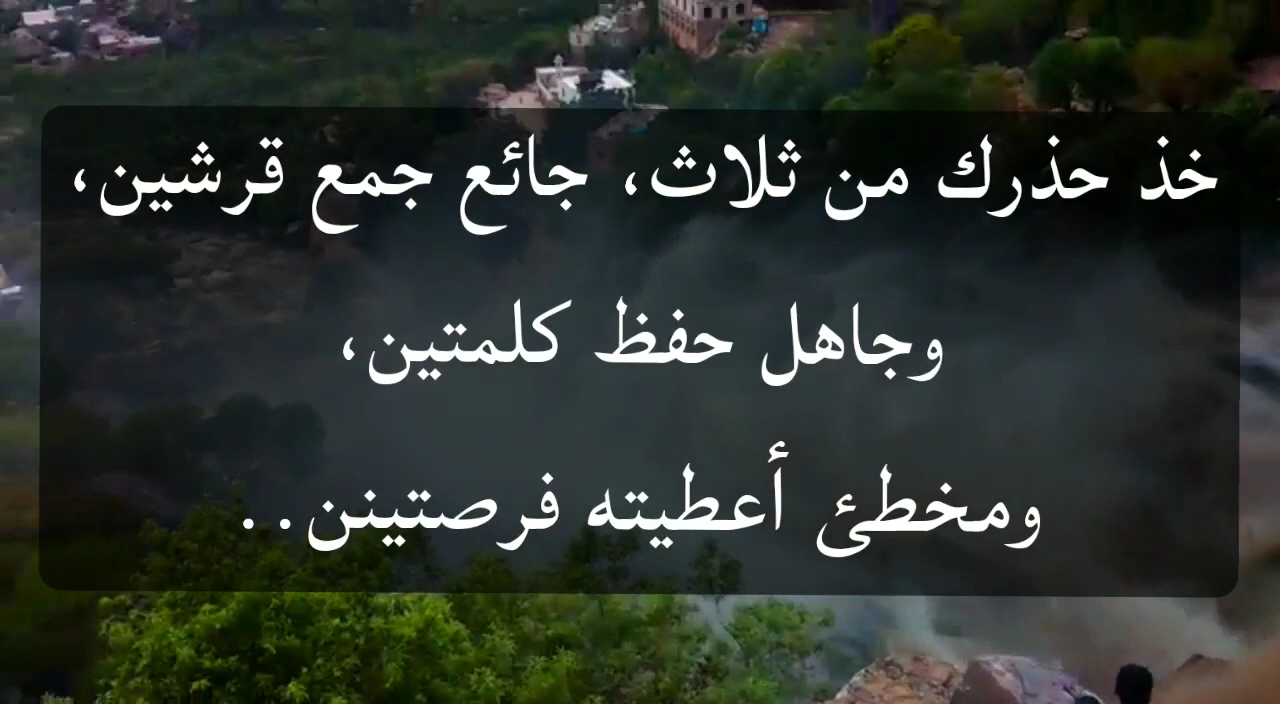 خذ حذرك من ثلاث، جائع جمع قرشين،
وجاهل حفظ كلمتين،
ومخطئ أعطيته فرصتينن..